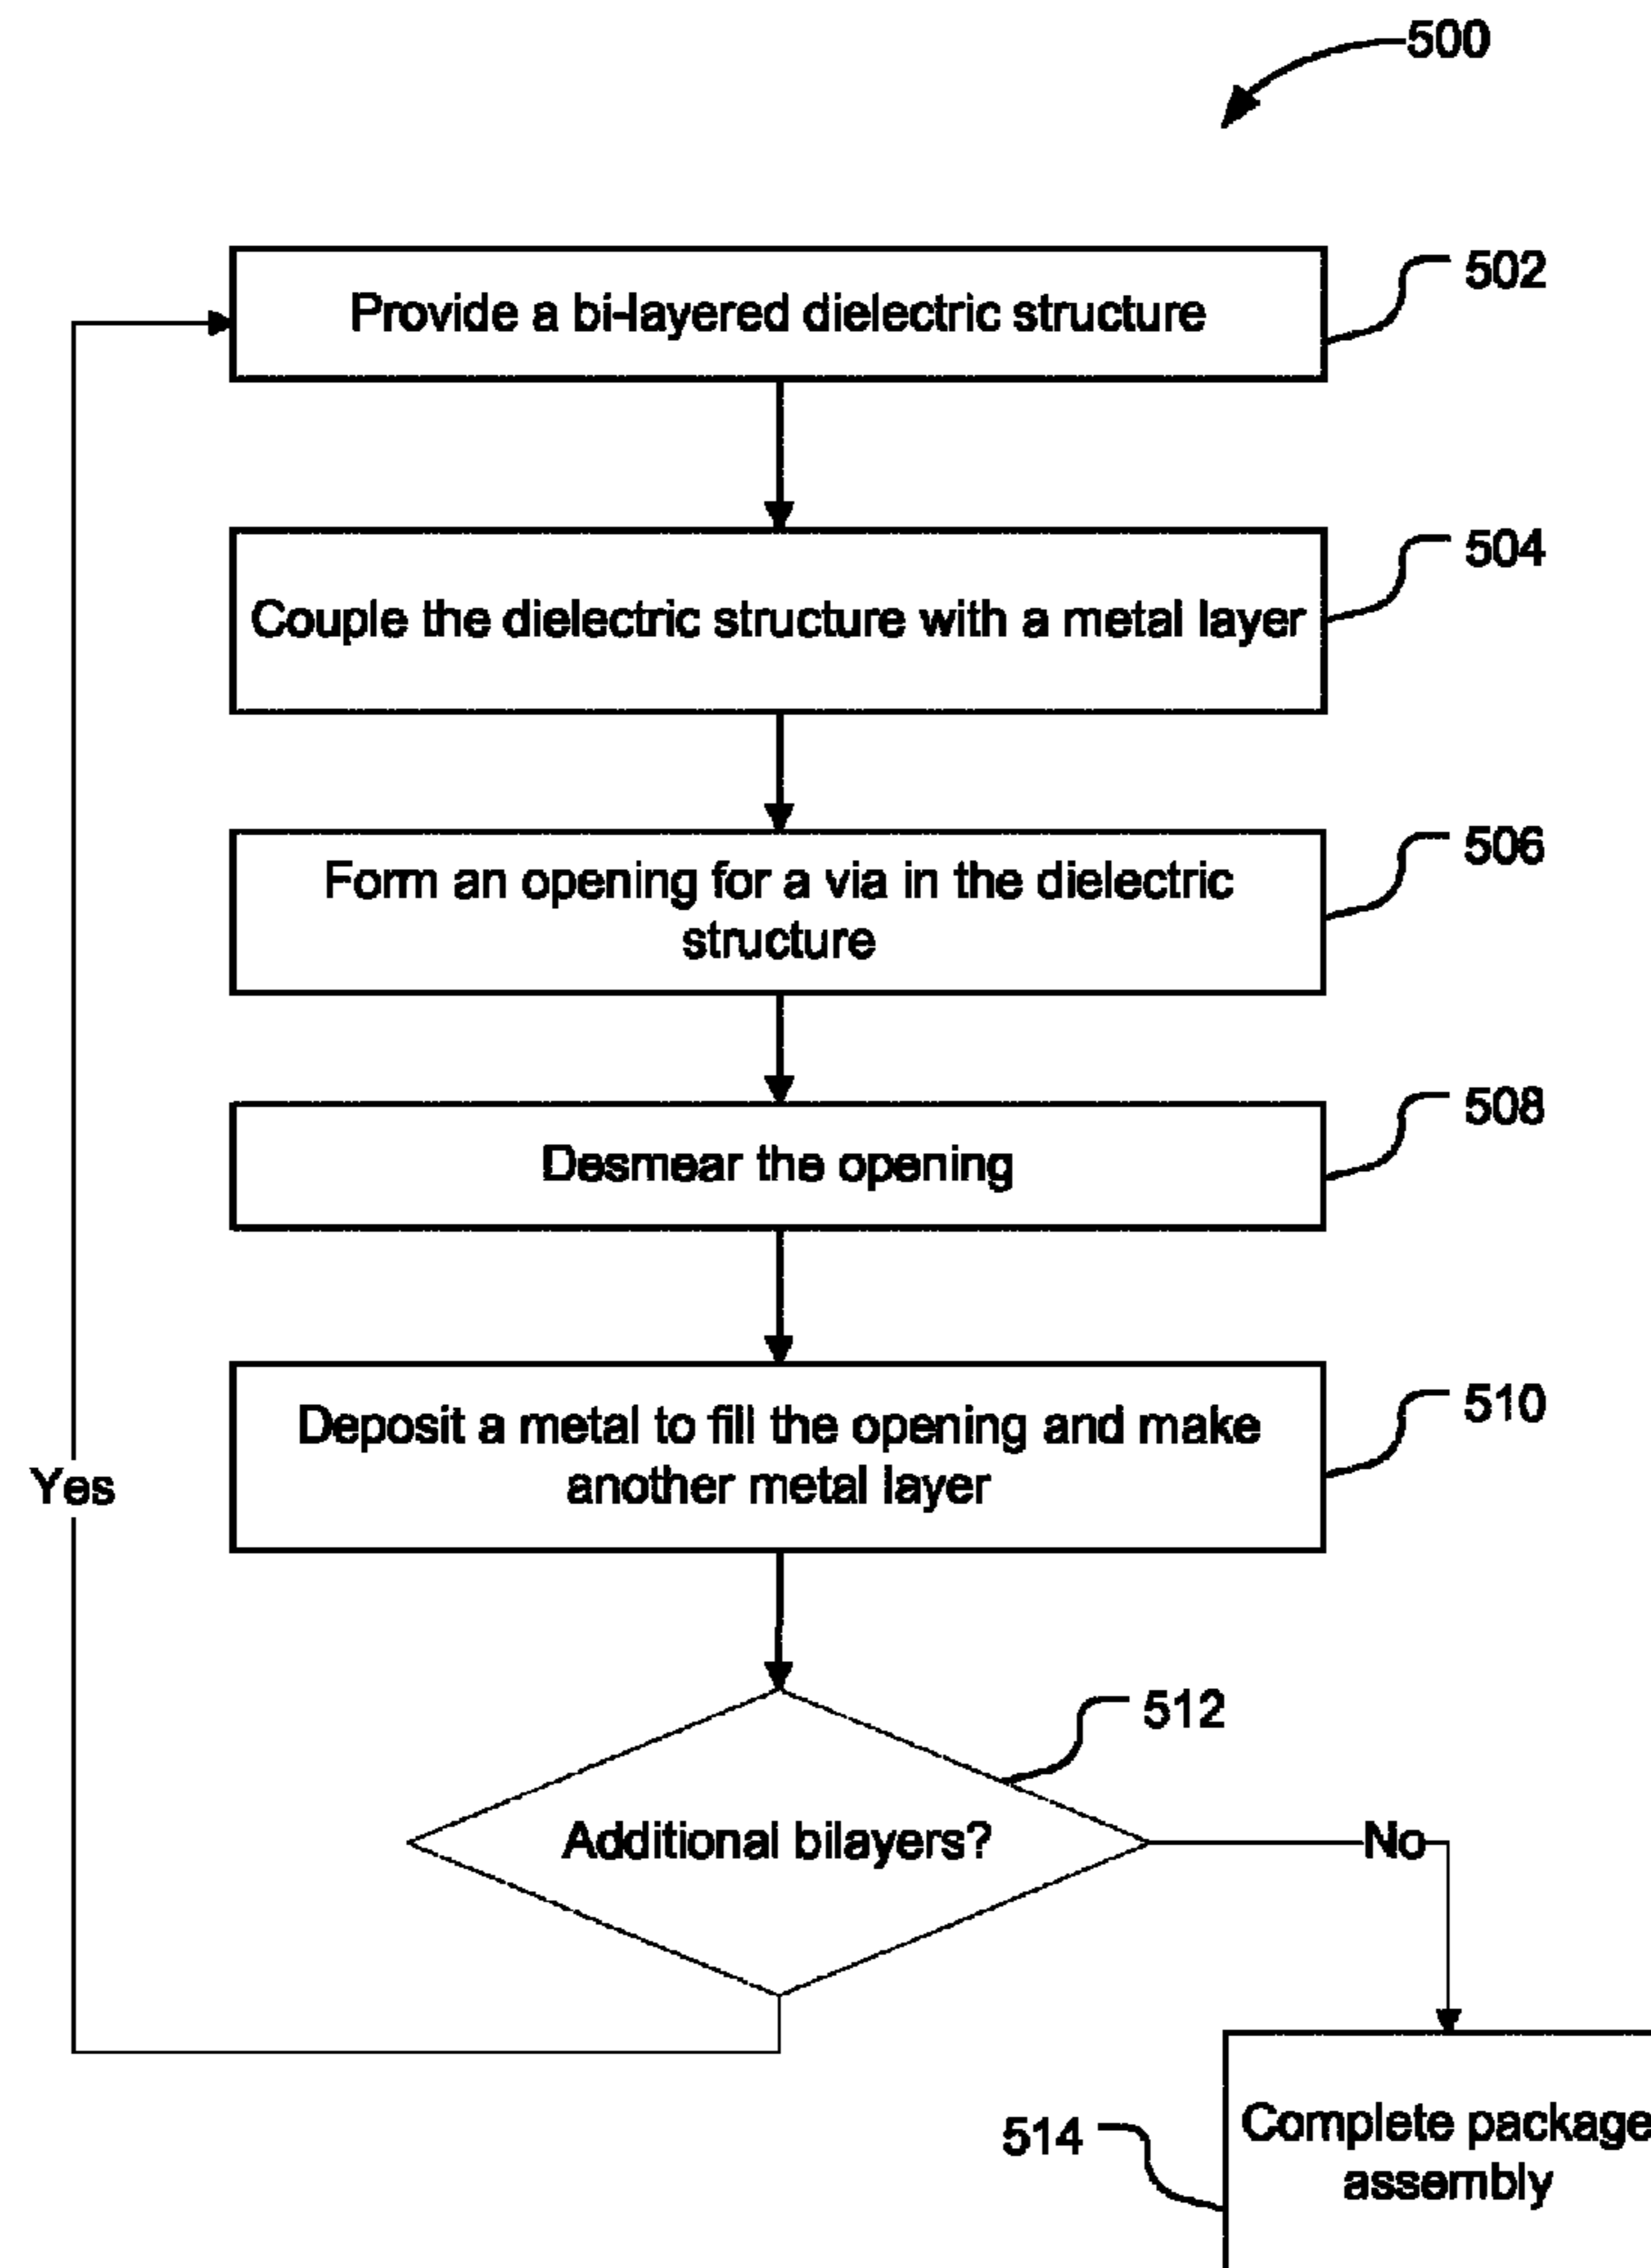 500
Provide a bi-layered dielectric structure
502
Couple the dielectric structure with a metal layer
504
Form an opening for a via in the dielectric
structure
506
Desmear the opening
508
Deposit a metal to fill the opening and make
another metal layer
510
Yes
512
Additional bilayers?
No
514
Complete package
assembly